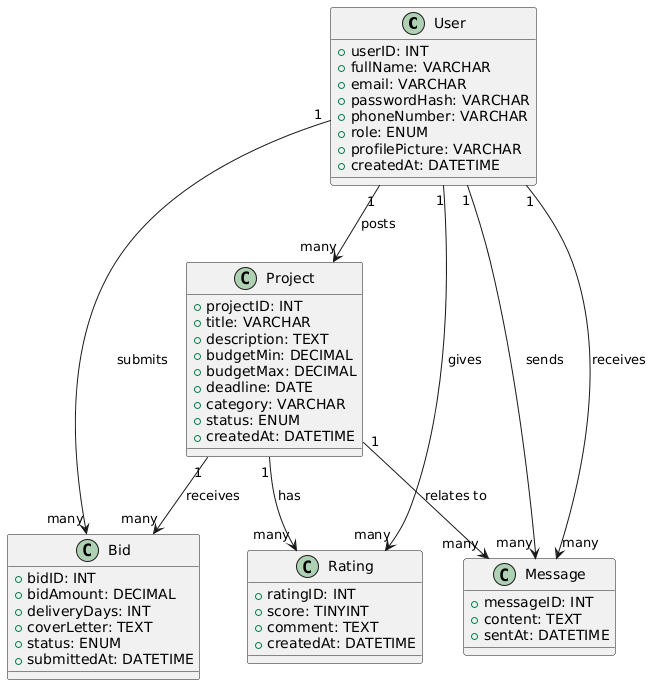 C User
userID: INT
fullName: VARCHAR
email: VARCHAR
passwordHash: VARCHAR
phoneNumber: VARCHAR
role: ENUM
profilePicture: VARCHAR
createdAt: DATETIME
1
1
1
1
1
posts
many
C Project
projectID: INT
title: VARCHAR
description: TEXT
budgetMin: DECIMAL
budgetMax: DECIMAL
deadline: DATE
category: VARCHAR
status: ENUM
createdAt: DATETIME
submits
gives
sends
receives
1
1
1
receives
has
relates to
many
many
many
many
many
many
many
C Bid
bidID: INT
bidAmount: DECIMAL
deliveryDays: INT
coverLetter: TEXT
status: ENUM
submittedAt: DATETIME
C Rating
ratingID: INT
score: TINYINT
comment: TEXT
createdAt: DATETIME
C Message
messageID: INT
content: TEXT
sentAt: DATETIME